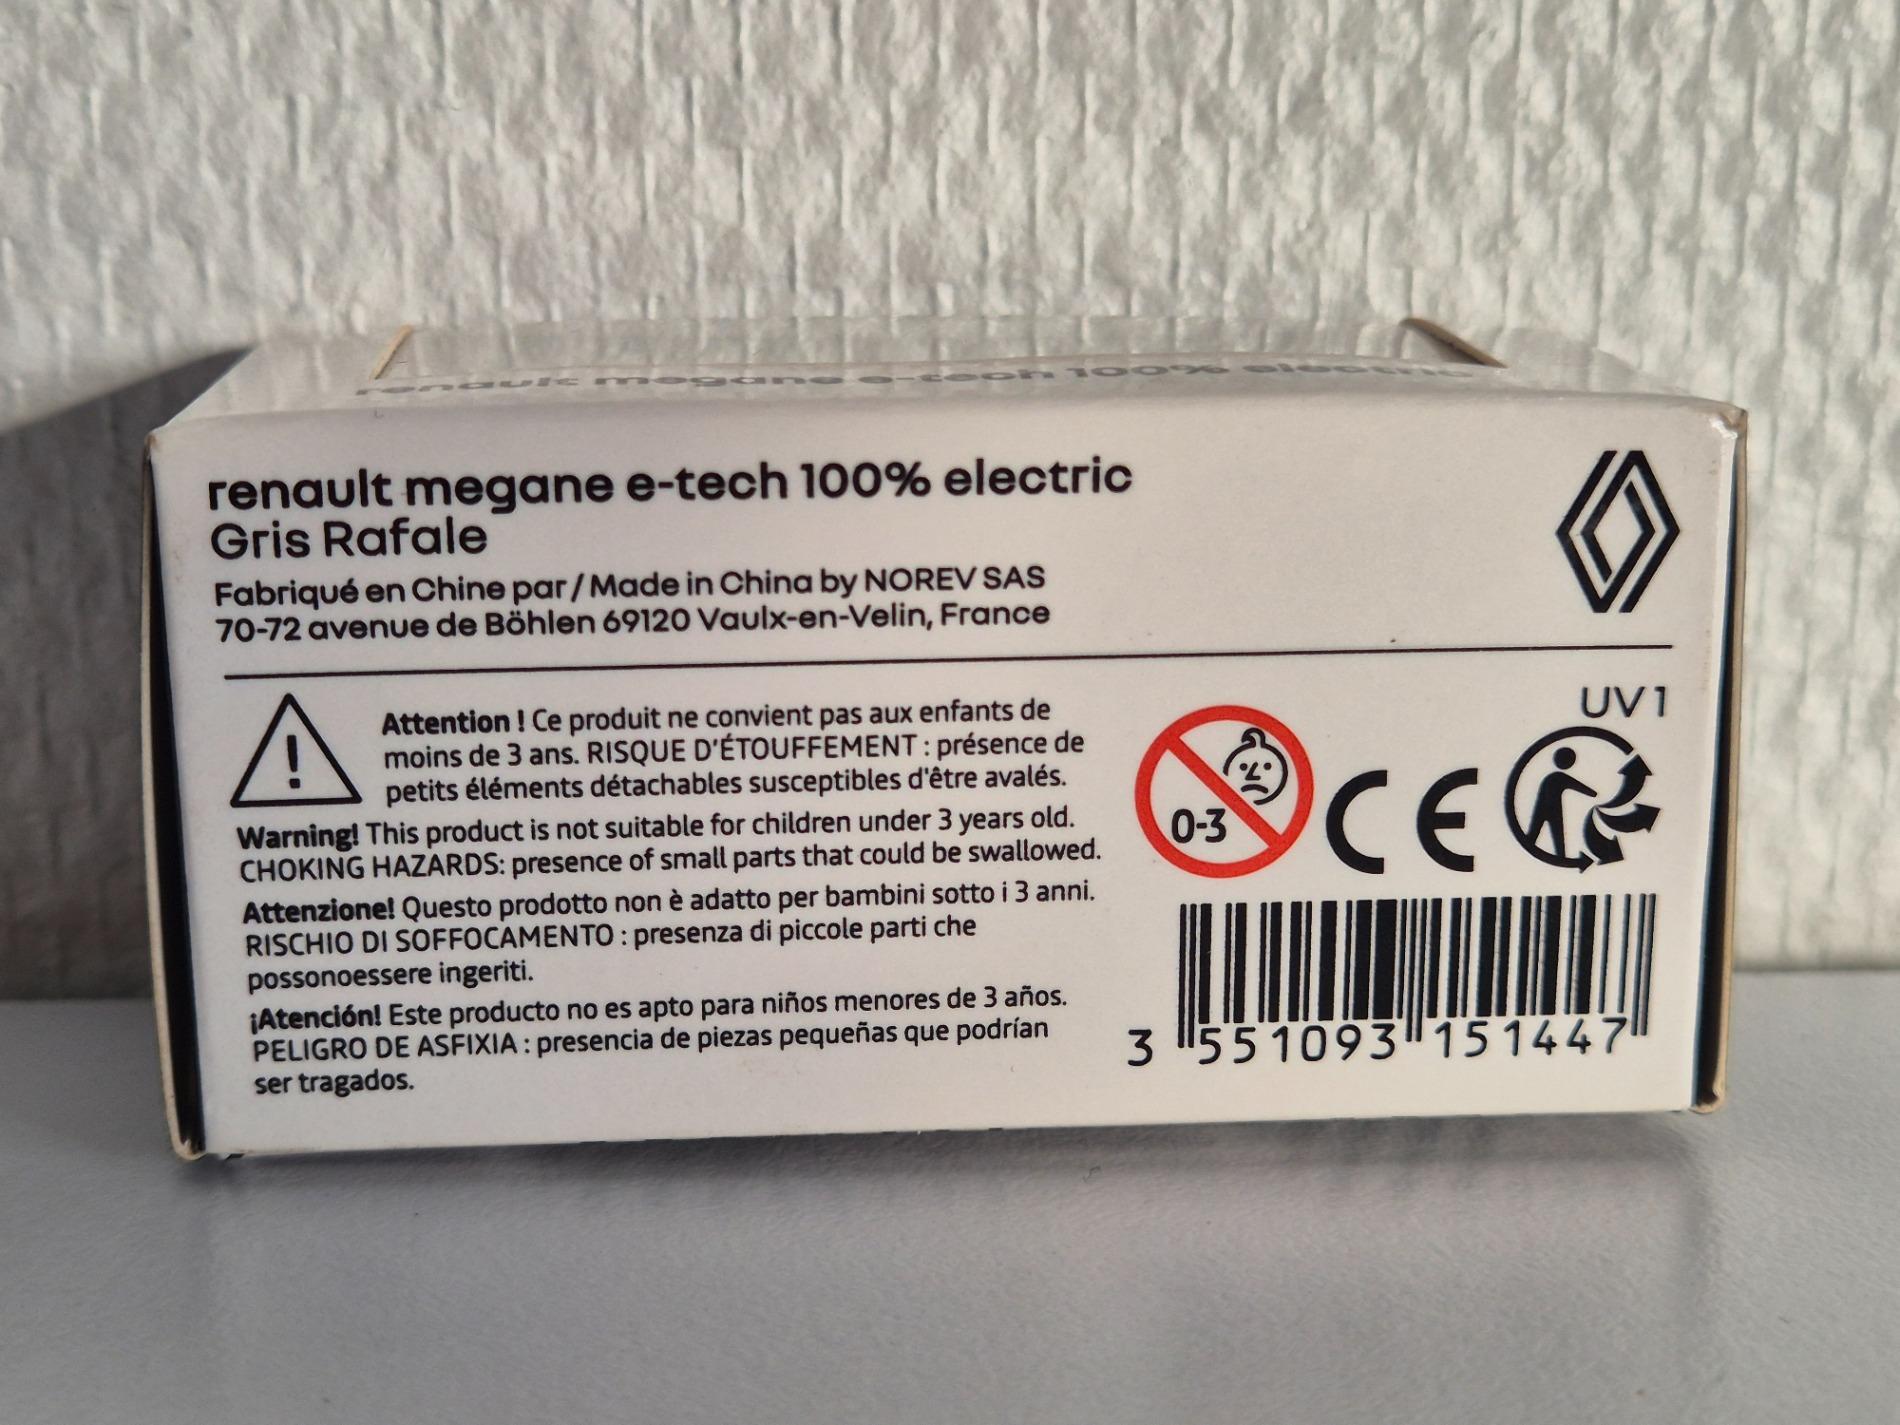 renault megane e-tech 100% electric
renault megane e-tech 100% electric
Gris Rafale
Fabriqué en Chine par / Made in China by NOREV SAS
70-72 avenue de Böhlen 69120 Vaulx-en-Velin, France
Attention ! Ce produit ne convient pas aux enfants de
moins de 3 ans. RISQUE D'ÉTOUFFEMENT : présence de
petits éléments détachables susceptibles d'être avalés.
Warning! This product is not suitable for children under 3 years old.
CHOKING HAZARDS: presence of small parts that could be swallowed.
Attenzione! Questo prodotto non è adatto per bambini sotto i 3 anni.
RISCHIO DI SOFFOCAMENTO : presenza di piccole parti che
possonoessere ingeriti.
¡Atención! Este producto no es apto para niños menores de 3 años.
PELIGRO DE ASFIXIA : presencia de piezas pequeñas que podrían
ser tragados.
UV1
0-3
CE
3 551093 151447